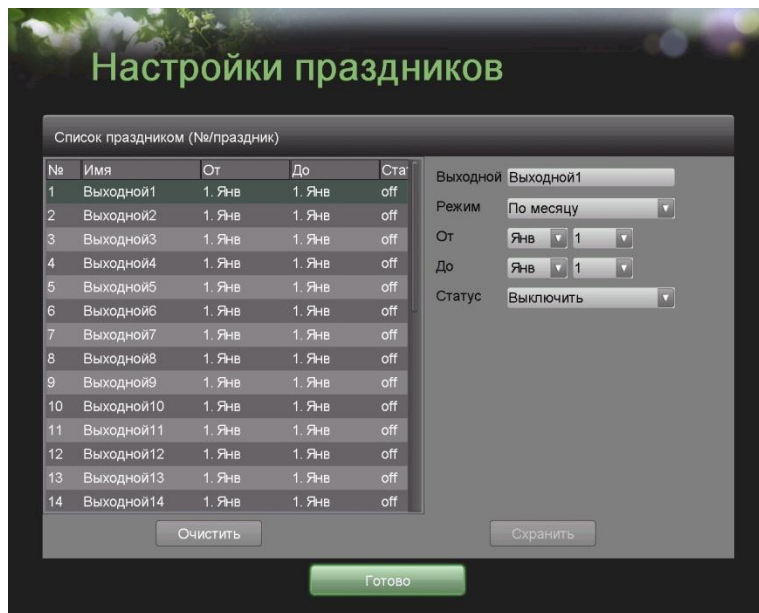 Настройки праздников
Список праздником (№/праздник)
№ Имя От До Ста
1 Выходной1 1. Янв 1. Янв off
2 Выходной2 1. Янв 1. Янв off
3 Выходной3 1. Янв 1. Янв off
4 Выходной4 1. Янв 1. Янв off
5 Выходной5 1. Янв 1. Янв off
6 Выходной6 1. Янв 1. Янв off
7 Выходной7 1. Янв 1. Янв off
8 Выходной8 1. Янв 1. Янв off
9 Выходной9 1. Янв 1. Янв off
10 Выходной10 1. Янв 1. Янв off
11 Выходной11 1. Янв 1. Янв off
12 Выходной12 1. Янв 1. Янв off
13 Выходной13 1. Янв 1. Янв off
14 Выходной14 1. Янв 1. Янв off
Выходной Выходной1
Режим По месяцу
От Янв 1
До Янв 1
Статус Выключить
Очистить
Схранить
Готово